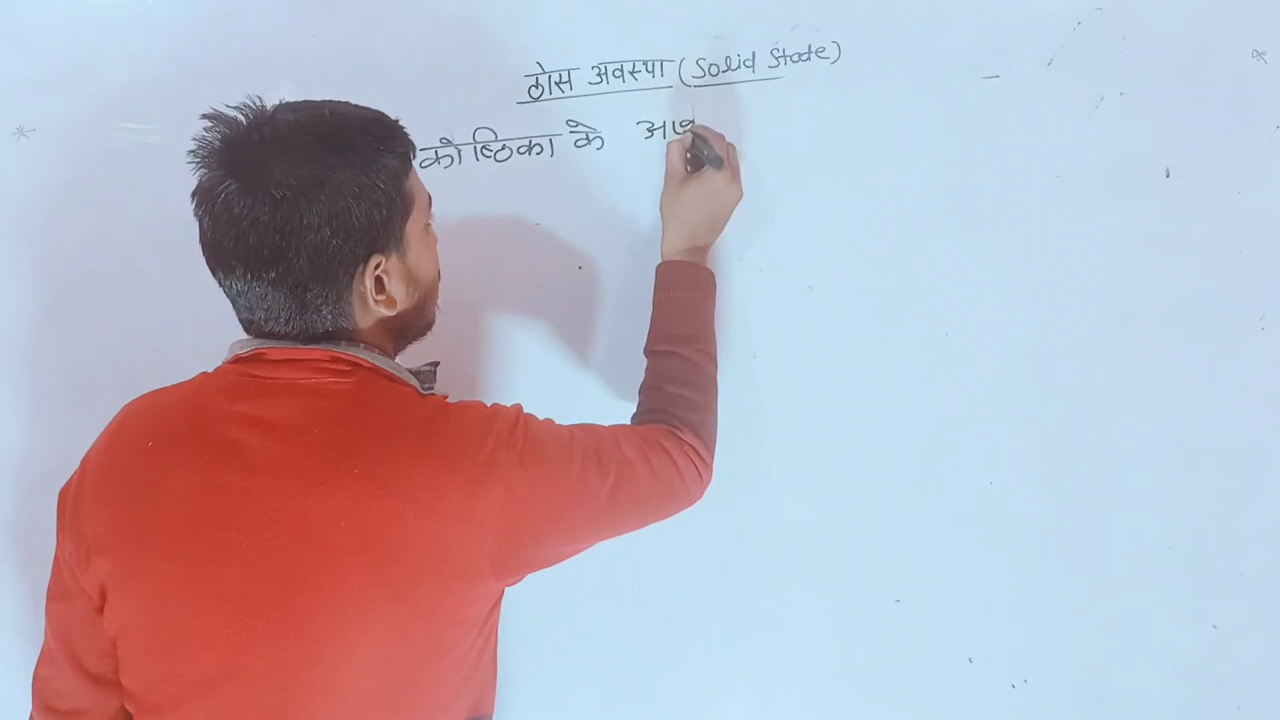 ठोस अवस्था (Solid State)
कोष्ठिका के